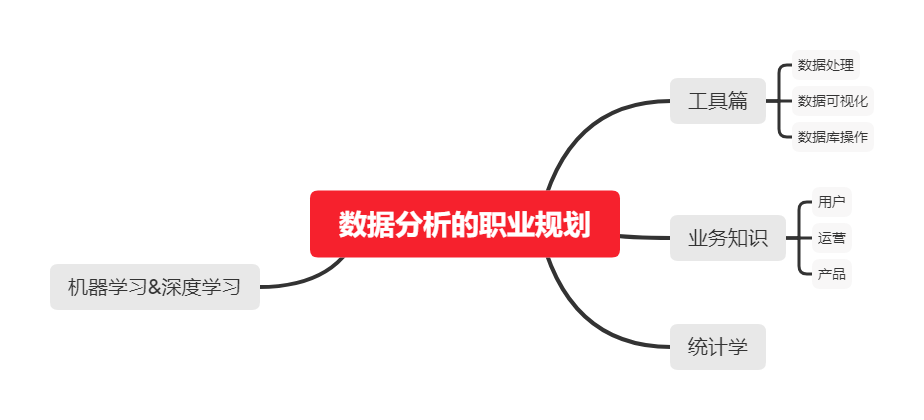 数据分析的职业规划
工具篇
数据处理
数据可视化
数据库操作
业务知识
用户
运营
产品
统计学
机器学习&深度学习